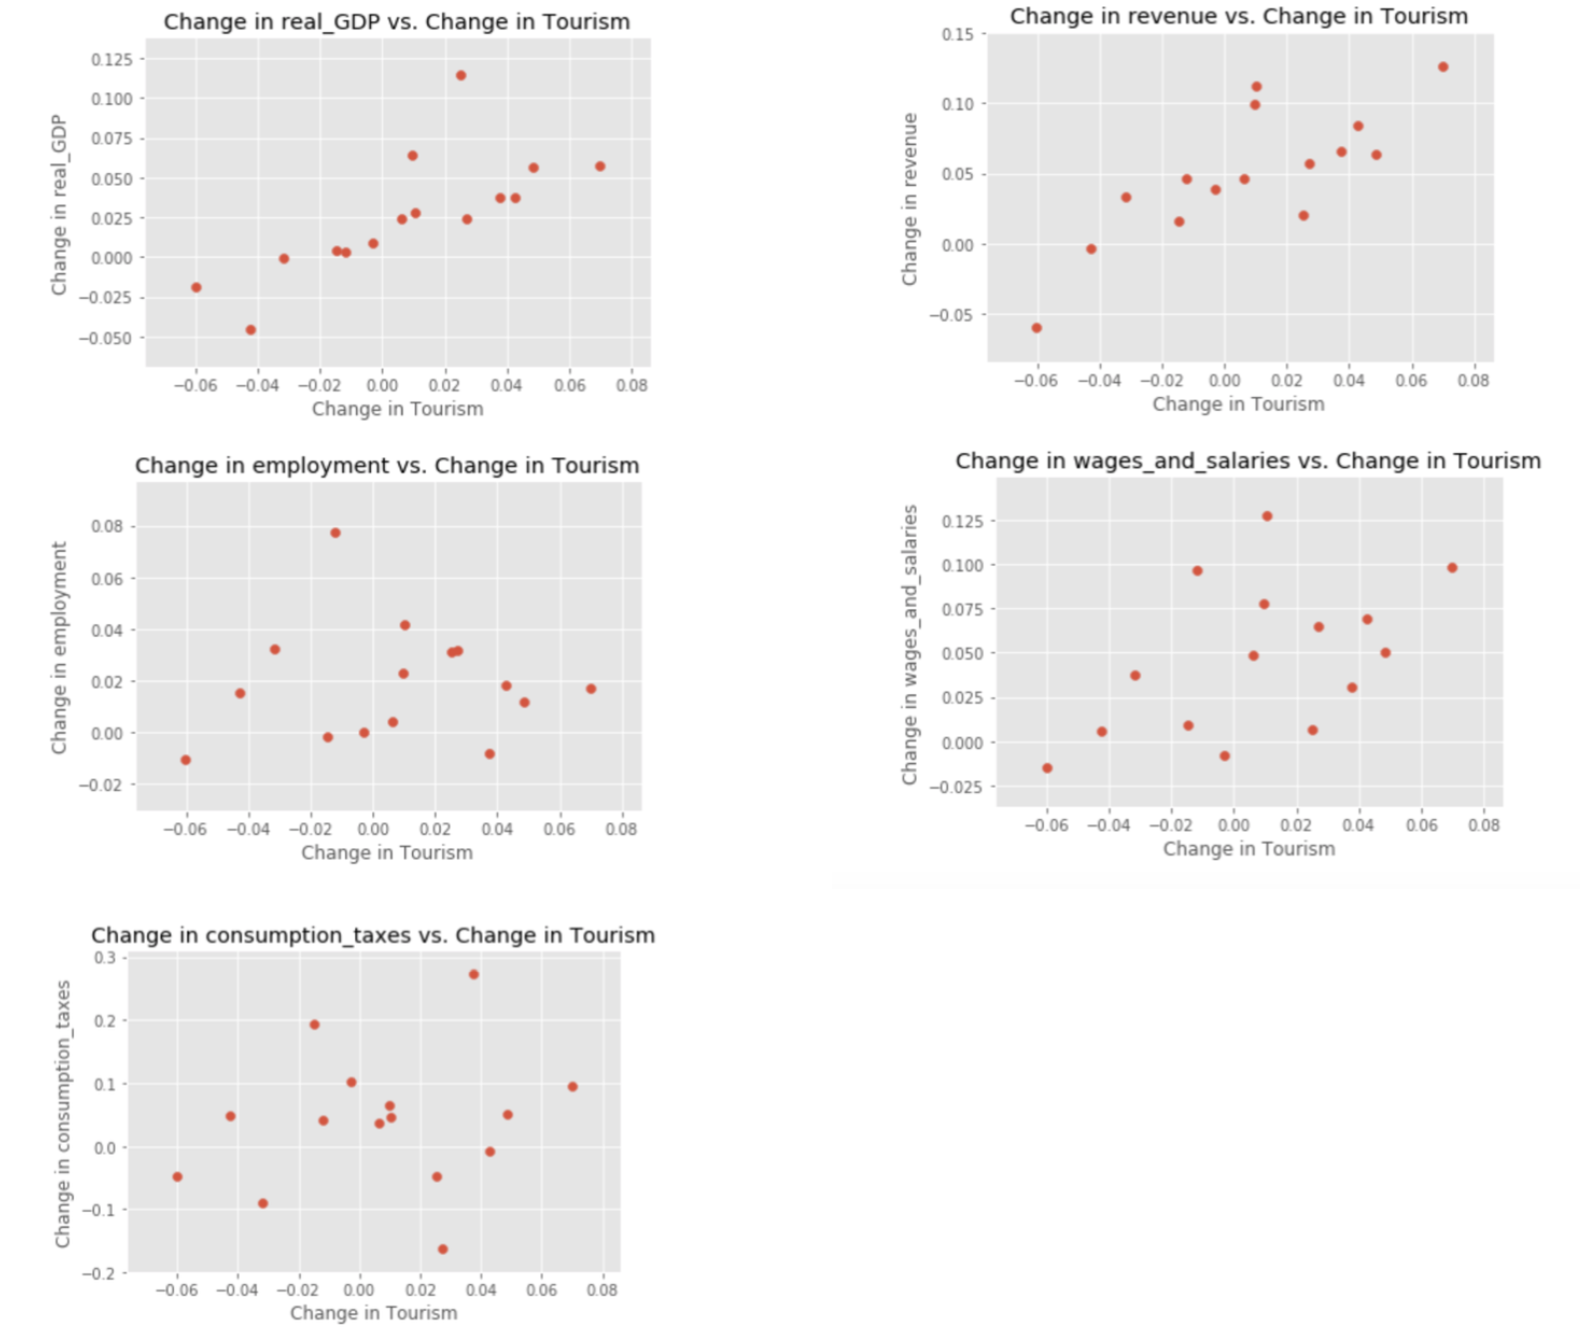 Change in real_GDP vs. Change in Tourism
0.125
0.100
0.075
0.050
0.025
0.000
−0.025
−0.050
Change in real_GDP
−0.06 −0.04 −0.02 0.00 0.02 0.04 0.06 0.08
Change in Tourism
Change in revenue vs. Change in Tourism
0.15
0.10
0.05
0.00
−0.05
Change in revenue
−0.06 −0.04 −0.02 0.00 0.02 0.04 0.06 0.08
Change in Tourism
Change in employment vs. Change in Tourism
0.08
0.06
0.04
0.02
0.00
−0.02
Change in employment
−0.06 −0.04 −0.02 0.00 0.02 0.04 0.06 0.08
Change in Tourism
Change in wages_and_salaries vs. Change in Tourism
0.125
0.100
0.075
0.050
0.025
0.000
−0.025
Change in wages_and_salaries
−0.06 −0.04 −0.02 0.00 0.02 0.04 0.06 0.08
Change in Tourism
Change in consumption_taxes vs. Change in Tourism
0.3
0.2
0.1
0.0
−0.1
−0.2
Change in consumption_taxes
−0.06 −0.04 −0.02 0.00 0.02 0.04 0.06 0.08
Change in Tourism